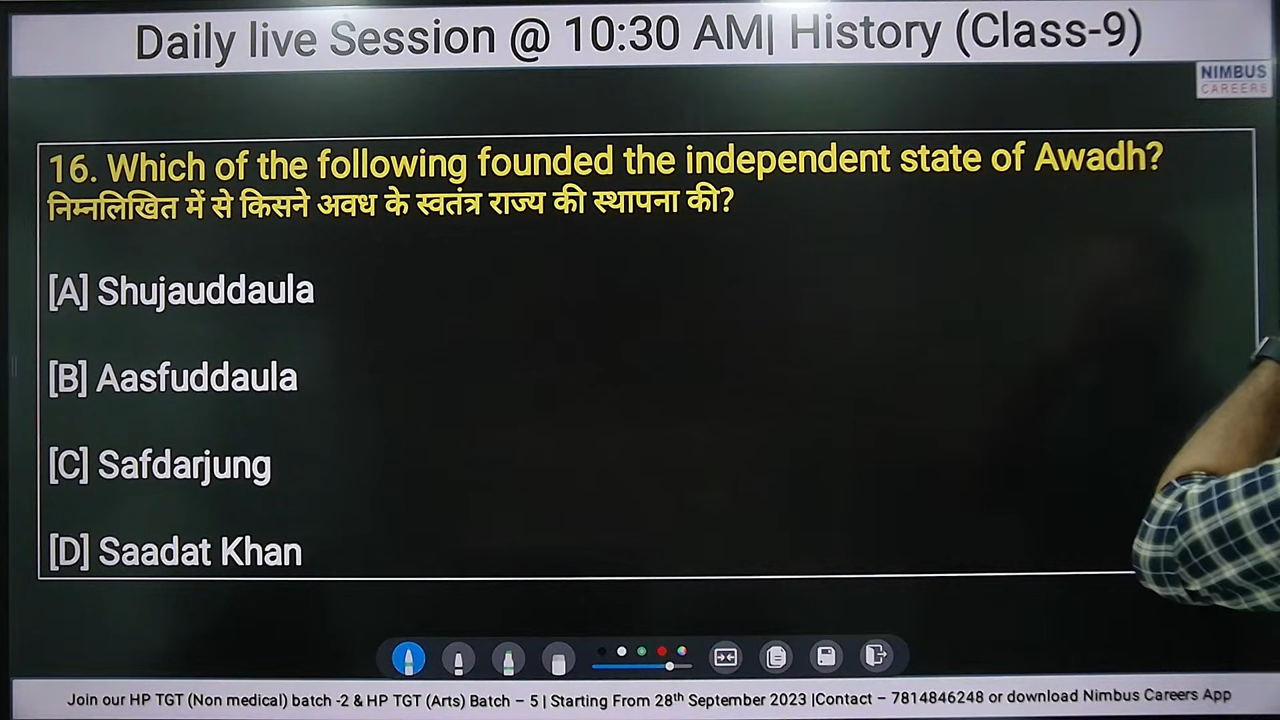 Daily live Session @ 10:30 AM| History (Class-9)
NIMBUS
CAREERS
16. Which of the following founded the independent state of Awadh?
निम्नलिखित में से किसने अवध के स्वतंत्र राज्य की स्थापना की?
[A] Shujauddaula
[B] Aasfuddaula
[C] Safdarjung
[D] Saadat Khan
Join our HP TGT (Non medical) batch -2 & HP TGT (Arts) Batch – 5 | Starting From 28th September 2023 |Contact – 7814846248 or download Nimbus Careers App